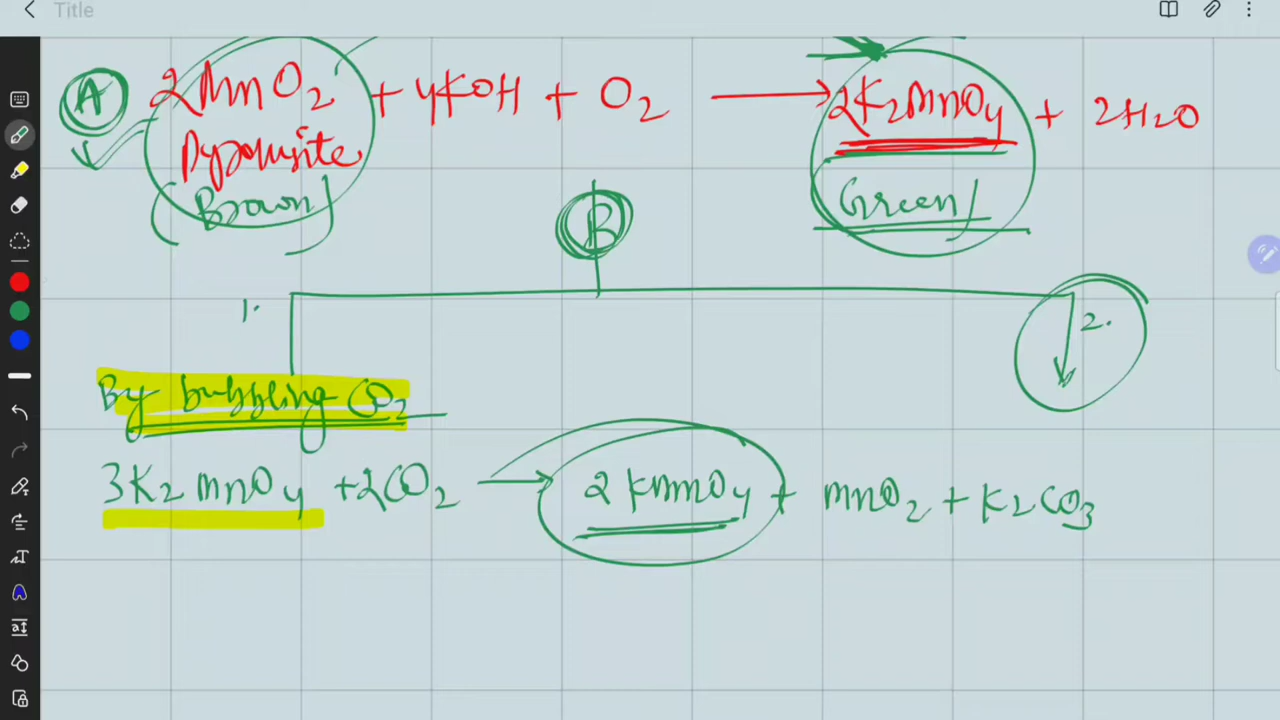 Title
A 2MnO2 + 4KOH + O2 → 2K2MnO4 + 2H2O
Pyrolusite
(Brown) Green)
B
1. 2.
By bubbling CO2
3K2mnO4 + 2CO2 → 2KmnO4 + mnO2 + K2CO3